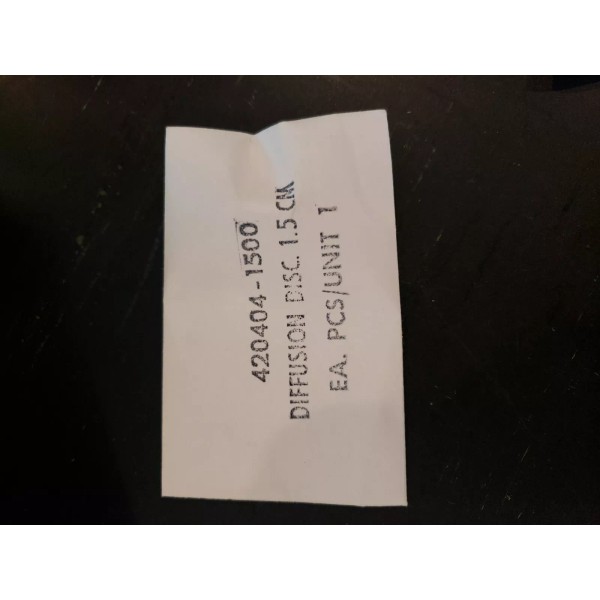 420404-1500
DIFFUSION DISC. 1.5 CM
EA. PCS/UNIT 1